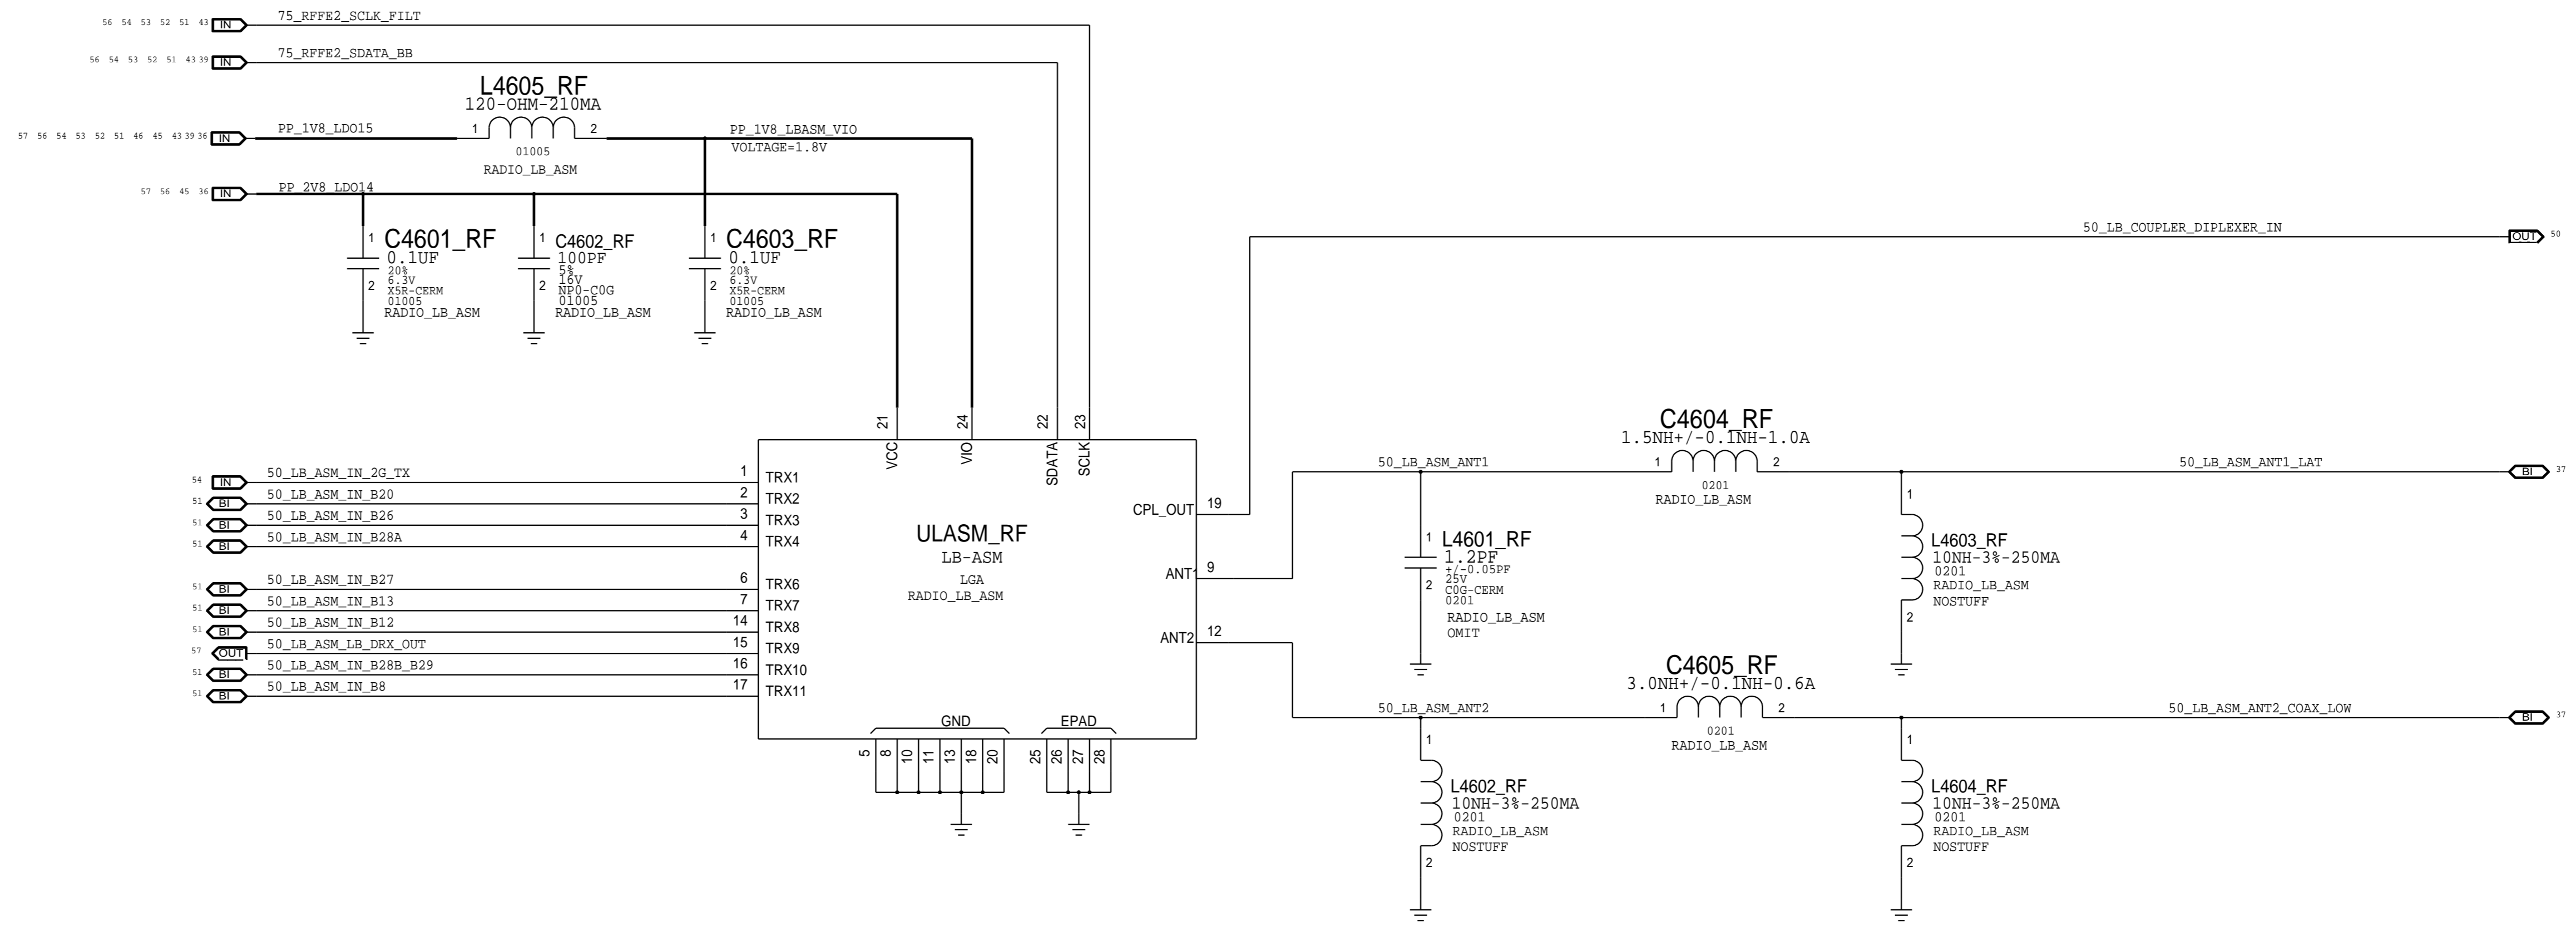 56 54 53 52 51 43 IN 75_RFFE2_SCLK_FILT
56 54 53 52 51 43 39 IN 75_RFFE2_SDATA_BB
L4605_RF
120-OHM-210MA
57 56 54 53 52 51 46 45 43 39 36 IN PP_1V8_LDO15 1 2 PP_1V8_LBASM_VIO
VOLTAGE=1.8V
01005
RADIO_LB_ASM
57 56 45 36 IN PP_2V8_LDO14
1 C4601_RF
0.1UF
20%
6.3V
2 X5R-CERM
01005
RADIO_LB_ASM
1 C4602_RF
100PF
5%
16V
2 NP0-C0G
01005
RADIO_LB_ASM
1 C4603_RF
0.1UF
20%
6.3V
2 X5R-CERM
01005
RADIO_LB_ASM
50_LB_COUPLER_DIPLEXER_IN OUT 50
21 24 22 23
VCC VIO SDATA SCLK
54 IN 50_LB_ASM_IN_2G_TX 1 TRX1
51 BI 50_LB_ASM_IN_B20 2 TRX2
51 BI 50_LB_ASM_IN_B26 3 TRX3
51 BI 50_LB_ASM_IN_B28A 4 TRX4
51 BI 50_LB_ASM_IN_B27 6 TRX6
51 BI 50_LB_ASM_IN_B13 7 TRX7
51 BI 50_LB_ASM_IN_B12 14 TRX8
57 OUT 50_LB_ASM_LB_DRX_OUT 15 TRX9
51 BI 50_LB_ASM_IN_B28B_B29 16 TRX10
51 BI 50_LB_ASM_IN_B8 17 TRX11
ULASM_RF
LB-ASM
LGA
RADIO_LB_ASM
CPL_OUT 19
ANT1 9
ANT2 12
GND
5 8 10 11 13 18 20
EPAD
25 26 27 28
C4604_RF
1.5NH+/-0.1NH-1.0A
50_LB_ASM_ANT1 1 2 50_LB_ASM_ANT1_LAT BI 37
0201
RADIO_LB_ASM
1 L4601_RF
1.2PF
+/-0.05PF
25V
2 C0G-CERM
0201
RADIO_LB_ASM
OMIT
1
L4603_RF
10NH-3%-250MA
0201
RADIO_LB_ASM
NOSTUFF
2
C4605_RF
3.0NH+/-0.1NH-0.6A
50_LB_ASM_ANT2 1 2 50_LB_ASM_ANT2_COAX_LOW BI 37
0201
RADIO_LB_ASM
1
L4602_RF
10NH-3%-250MA
0201
RADIO_LB_ASM
NOSTUFF
2
1
L4604_RF
10NH-3%-250MA
0201
RADIO_LB_ASM
NOSTUFF
2